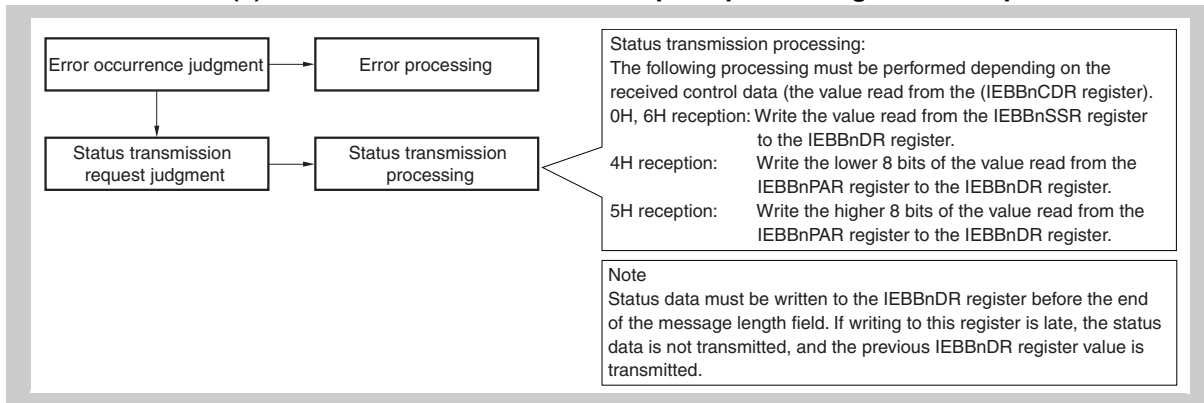 Error occurrence judgment
Error processing
Status transmission
request judgment
Status transmission
processing
Status transmission processing:
The following processing must be performed depending on the
received control data (the value read from the (IEBBnCDR register).
0H, 6H reception: Write the value read from the IEBBnSSR register
to the IEBBnDR register.
4H reception: Write the lower 8 bits of the value read from the
IEBBnPAR register to the IEBBnDR register.
5H reception: Write the higher 8 bits of the value read from the
IEBBnPAR register to the IEBBnDR register.
Note
Status data must be written to the IEBBnDR register before the end
of the message length field. If writing to this register is late, the status
data is not transmitted, and the previous IEBBnDR register value is
transmitted.